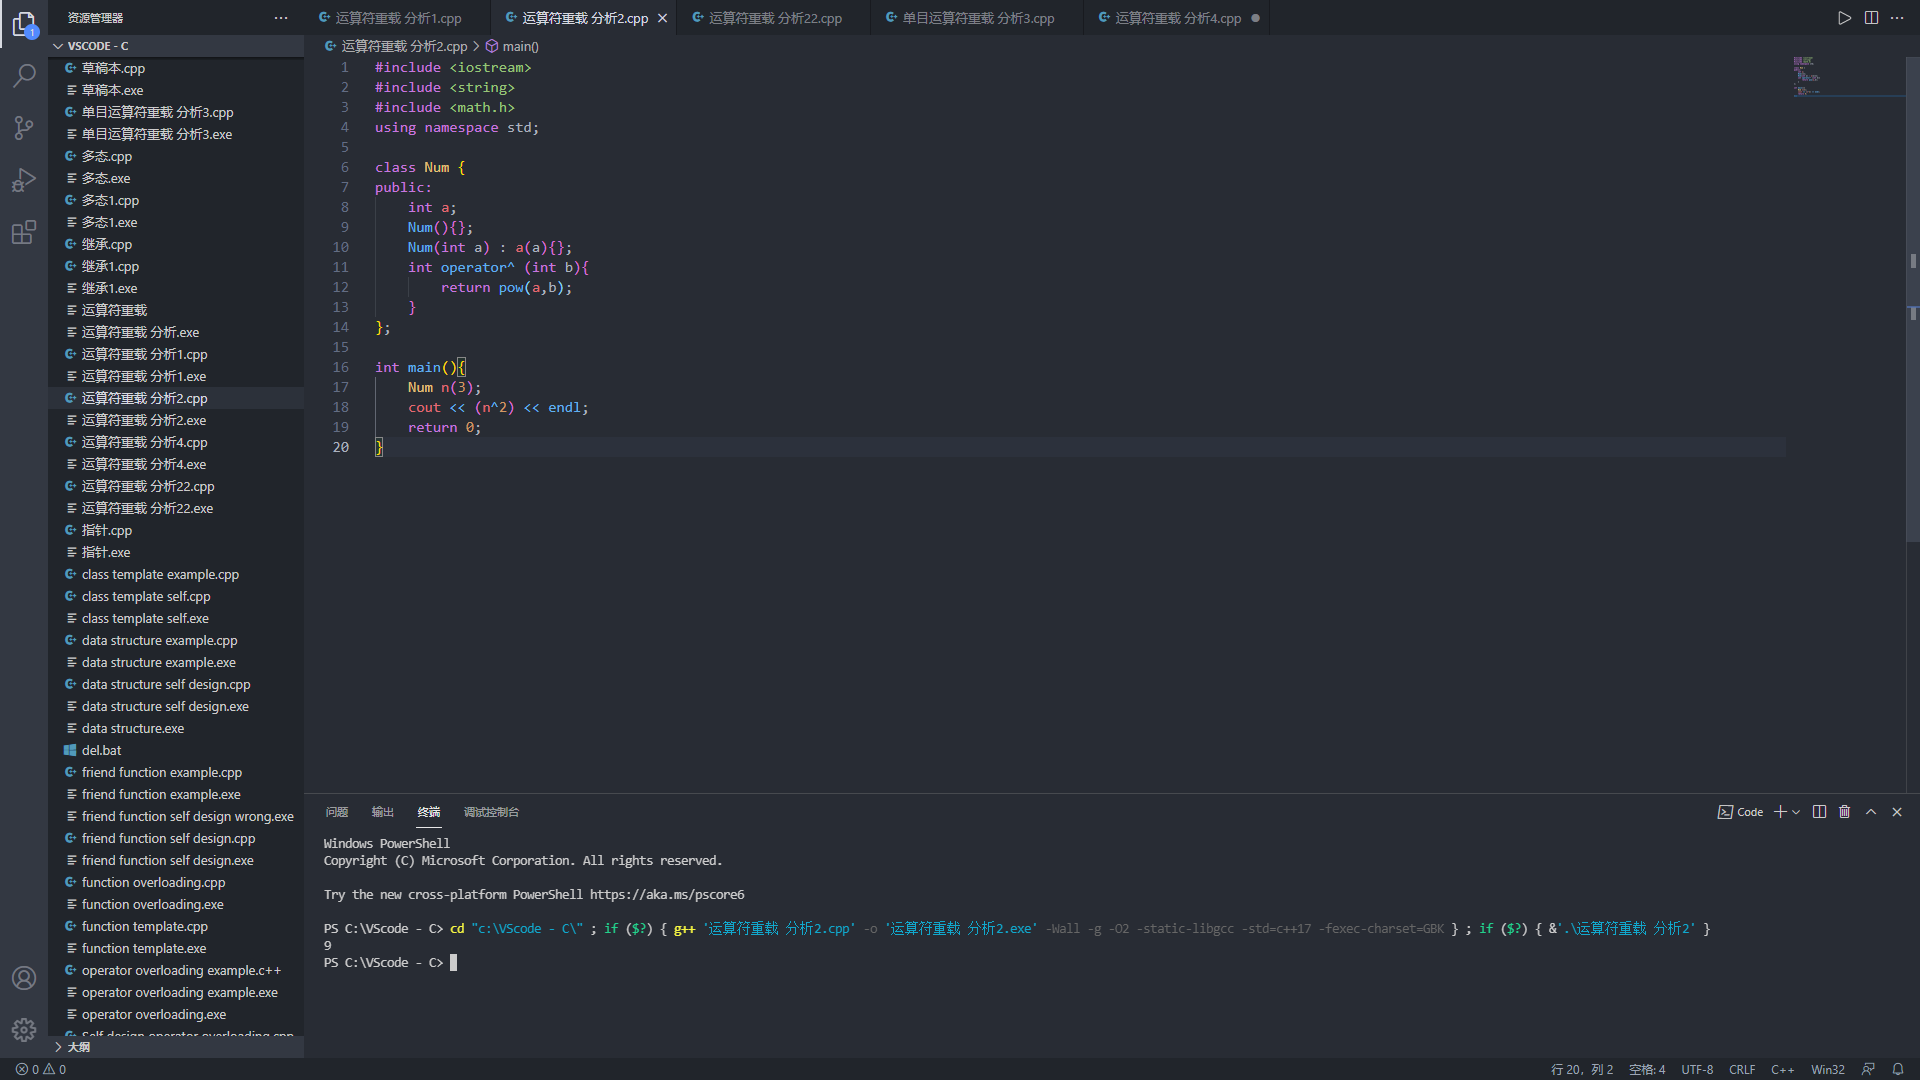 资源管理器
VSCODE - C
草稿本.cpp
草稿本.exe
单目运算符重载 分析3.cpp
单目运算符重载 分析3.exe
多态.cpp
多态.exe
多态1.cpp
多态1.exe
继承.cpp
继承1.cpp
继承1.exe
运算符重载
运算符重载 分析.exe
运算符重载 分析1.cpp
运算符重载 分析1.exe
运算符重载 分析2.cpp
运算符重载 分析2.exe
运算符重载 分析4.cpp
运算符重载 分析4.exe
运算符重载 分析22.cpp
运算符重载 分析22.exe
指针.cpp
指针.exe
class template example.cpp
class template self.cpp
class template self.exe
data structure example.cpp
data structure example.exe
data structure self design.cpp
data structure self design.exe
data structure.exe
del.bat
friend function example.cpp
friend function example.exe
friend function self design wrong.exe
friend function self design.cpp
friend function self design.exe
function overloading.cpp
function overloading.exe
function template.cpp
function template.exe
operator overloading example.c++
operator overloading example.exe
operator overloading.exe
Self design operator overloading.cpp
大纲
运算符重载 分析1.cpp 运算符重载 分析2.cpp 运算符重载 分析22.cpp 单目运算符重载 分析3.cpp 运算符重载 分析4.cpp
运算符重载 分析2.cpp > main()
1 #include <iostream>
2 #include <string>
3 #include <math.h>
4 using namespace std;
5
6 class Num {
7 public:
8 int a;
9 Num(){};
10 Num(int a) : a(a){};
11 int operator^ (int b){
12 return pow(a,b);
13 }
14 };
15
16 int main(){
17 Num n(3);
18 cout << (n^2) << endl;
19 return 0;
20 }
问题 输出 终端 调试控制台
Code
Windows PowerShell
Copyright (C) Microsoft Corporation. All rights reserved.
Try the new cross-platform PowerShell https://aka.ms/pscore6
PS C:\VScode - C> cd "c:\VScode - C\" ; if ($?) { g++ '运算符重载 分析2.cpp' -o '运算符重载 分析2.exe' -Wall -g -O2 -static-libgcc -std=c++17 -fexec-charset=GBK } ; if ($?) { &'.\运算符重载 分析2' }
9
PS C:\VScode - C>
1
0 0
行 20，列 2 空格: 4 UTF-8 CRLF C++ Win32